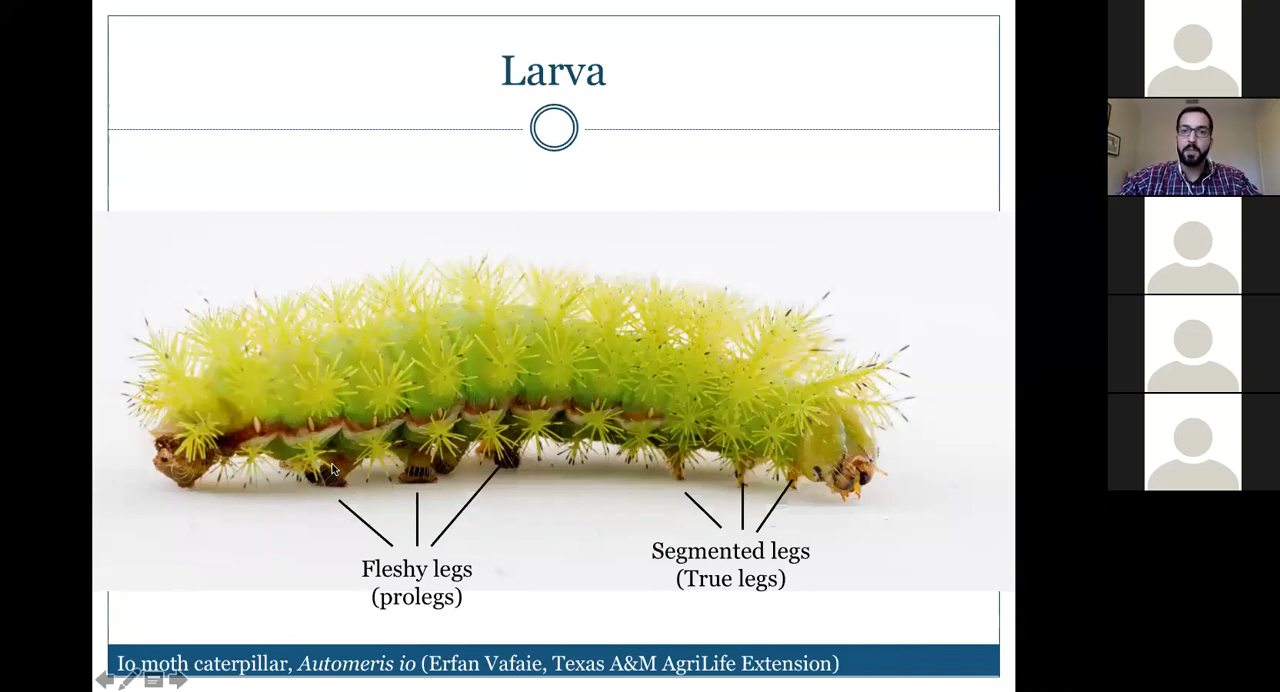 Larva
Fleshy legs
(prolegs)
Segmented legs
(True legs)
Io moth caterpillar, Automeris io (Erfan Vafaie, Texas A&M AgriLife Extension)